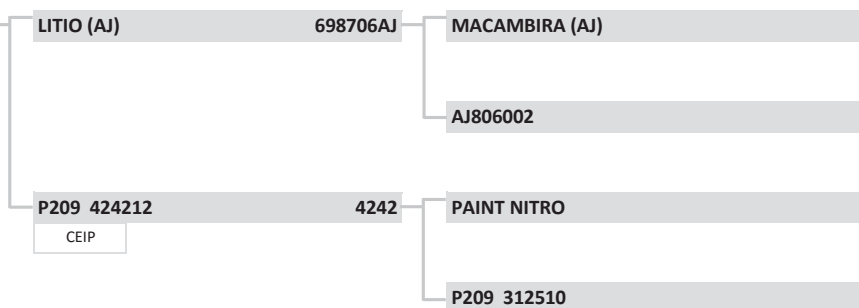 LITIO (AJ) 698706AJ MACAMBIRA (AJ)
AJ806002
P209 424212 4242 PAINT NITRO
CEIP
P209 312510